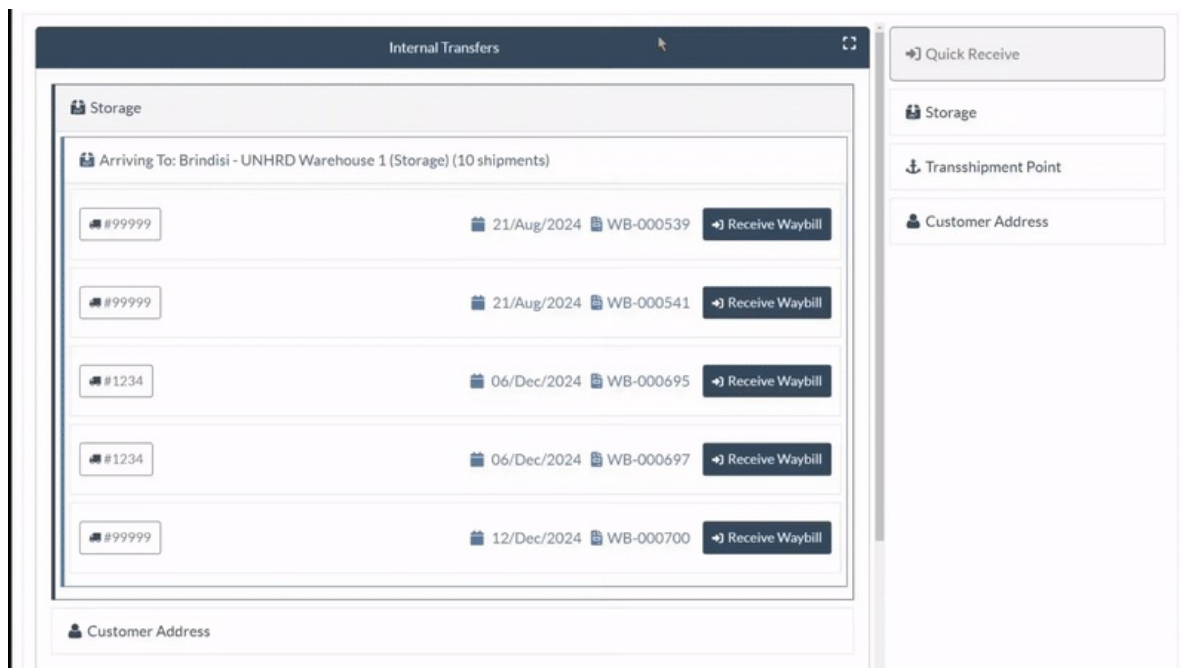 Internal Transfers
Storage
Arriving To: Brindisi - UNHRD Warehouse 1 (Storage) (10 shipments)
#99999 21/Aug/2024 WB-000539 Receive Waybill
#99999 21/Aug/2024 WB-000541 Receive Waybill
#1234 06/Dec/2024 WB-000695 Receive Waybill
#1234 06/Dec/2024 WB-000697 Receive Waybill
#99999 12/Dec/2024 WB-000700 Receive Waybill
Customer Address
Quick Receive
Storage
Transshipment Point
Customer Address